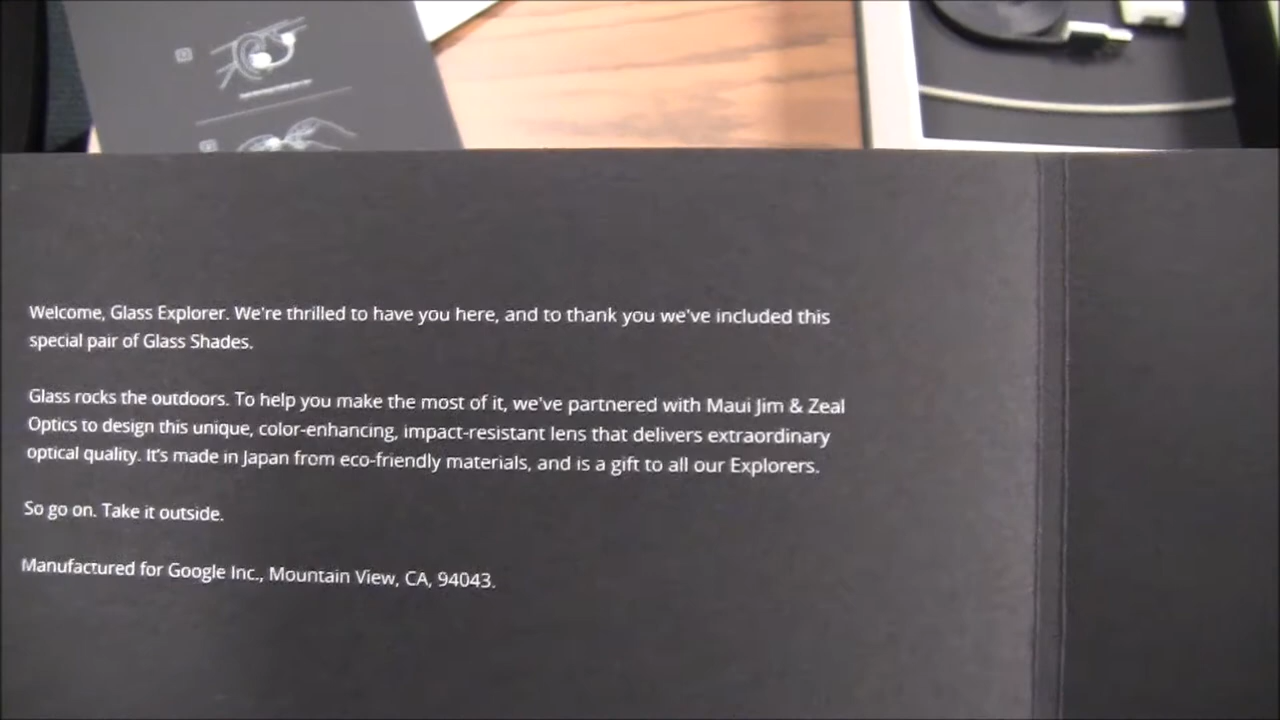 Welcome, Glass Explorer. We're thrilled to have you here, and to thank you we've included this
special pair of Glass Shades.
Glass rocks the outdoors. To help you make the most of it, we've partnered with Maui Jim & Zeal
Optics to design this unique, color-enhancing, impact-resistant lens that delivers extraordinary
optical quality. It's made in Japan from eco-friendly materials, and is a gift to all our Explorers.
So go on. Take it outside.
Manufactured for Google Inc., Mountain View, CA, 94043.